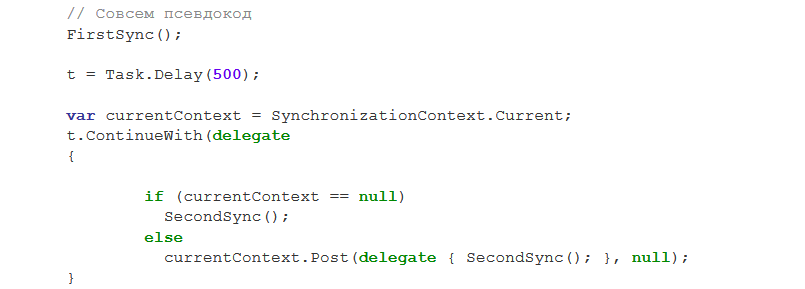 // Совсем псевдокод
FirstSync();
t = Task.Delay(500);
var currentContext = SynchronizationContext.Current;
t.ContinueWith(delegate
{
if (currentContext == null)
SecondSync();
else
currentContext.Post(delegate { SecondSync(); }, null);
}